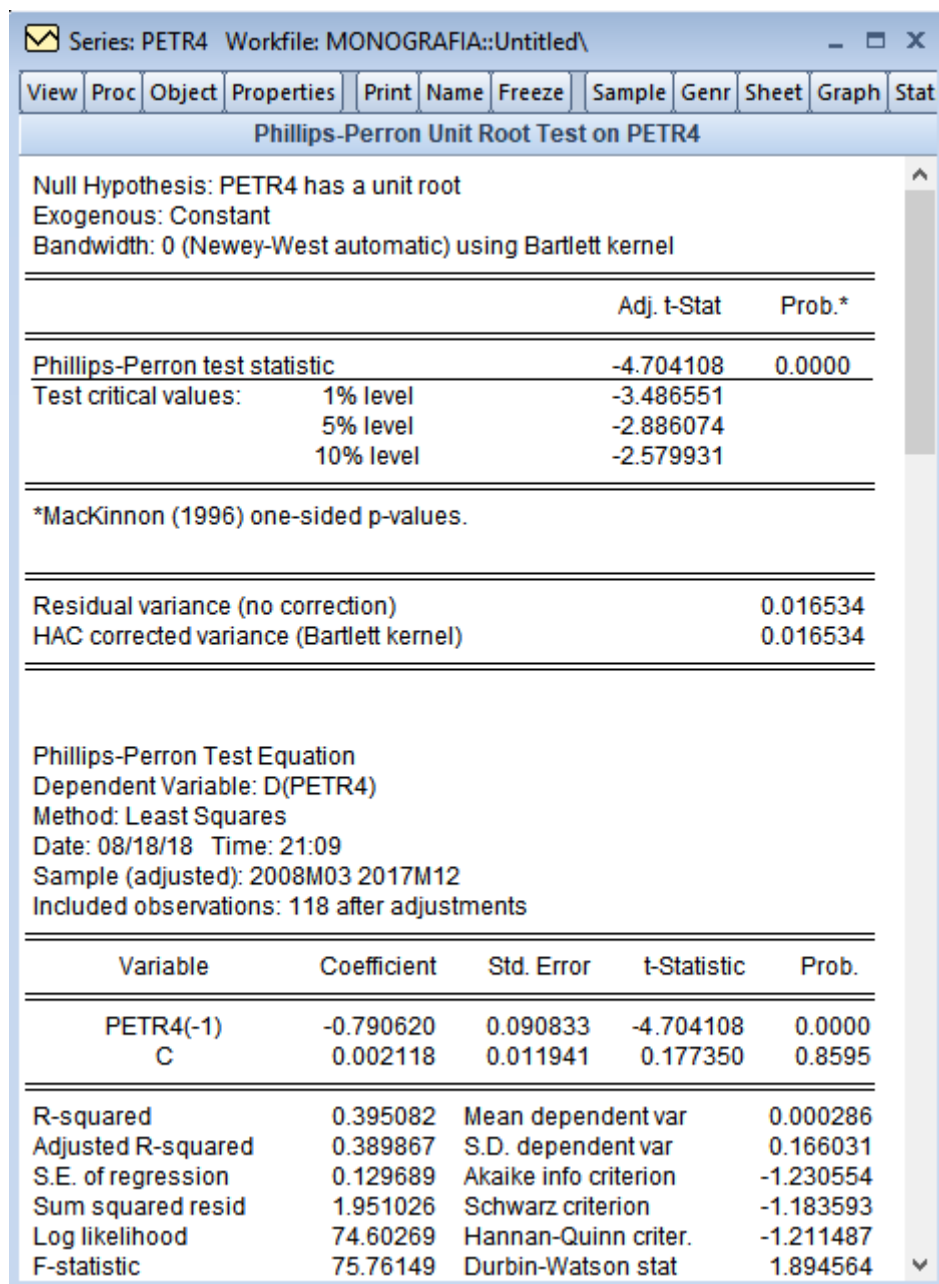 Series: PETR4 Workfile: MONOGRAFIA::Untitled\
View Proc Object Properties Print Name Freeze Sample Genr Sheet Graph Stat
Phillips-Perron Unit Root Test on PETR4
Null Hypothesis: PETR4 has a unit root
Exogenous: Constant
Bandwidth: 0 (Newey-West automatic) using Bartlett kernel
Adj. t-Stat Prob.*
Phillips-Perron test statistic -4.704108 0.0000
Test critical values: 1% level -3.486551
5% level -2.886074
10% level -2.579931
*MacKinnon (1996) one-sided p-values.
Residual variance (no correction) 0.016534
HAC corrected variance (Bartlett kernel) 0.016534
Phillips-Perron Test Equation
Dependent Variable: D(PETR4)
Method: Least Squares
Date: 08/18/18 Time: 21:09
Sample (adjusted): 2008M03 2017M12
Included observations: 118 after adjustments
Variable Coefficient Std. Error t-Statistic Prob.
PETR4(-1) -0.790620 0.090833 -4.704108 0.0000
C 0.002118 0.011941 0.177350 0.8595
R-squared 0.395082 Mean dependent var 0.000286
Adjusted R-squared 0.389867 S.D. dependent var 0.166031
S.E. of regression 0.129689 Akaike info criterion -1.230554
Sum squared resid 1.951026 Schwarz criterion -1.183593
Log likelihood 74.60269 Hannan-Quinn criter. -1.211487
F-statistic 75.76149 Durbin-Watson stat 1.894564